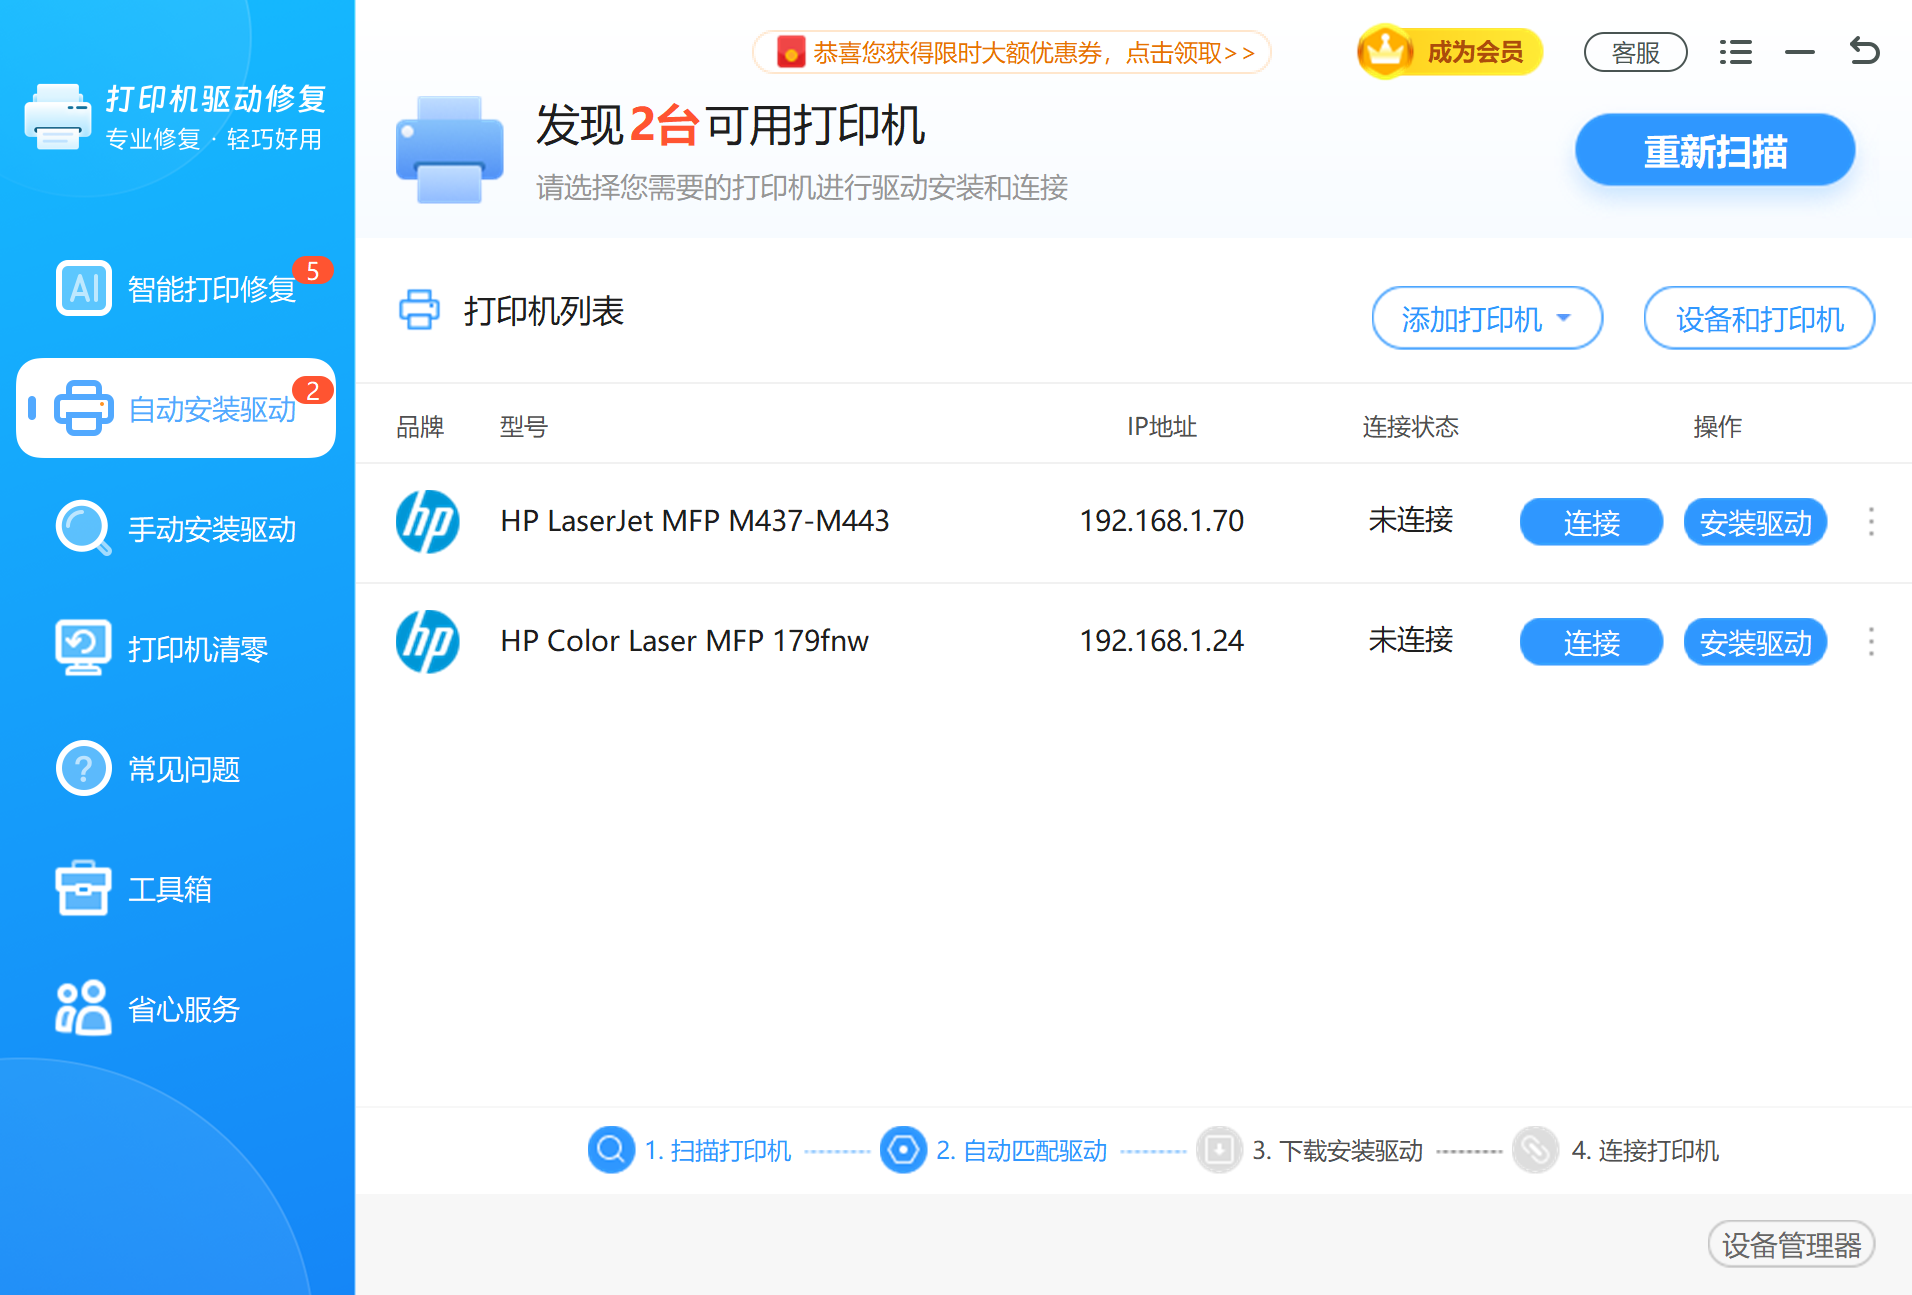 恭喜您获得限时大额优惠券，点击领取>>
成为会员
客服
打印机驱动修复
专业修复 · 轻巧好用
发现2台可用打印机
请选择您需要的打印机进行驱动安装和连接
重新扫描
AI 智能打印修复 5
自动安装驱动 2
手动安装驱动
打印机清零
? 常见问题
工具箱
省心服务
打印机列表
添加打印机
设备和打印机
品牌 型号 IP地址 连接状态 操作
hp HP LaserJet MFP M437-M443 192.168.1.70 未连接 连接 安装驱动
hp HP Color Laser MFP 179fnw 192.168.1.24 未连接 连接 安装驱动
1. 扫描打印机 2. 自动匹配驱动 3. 下载安装驱动 4. 连接打印机
设备管理器